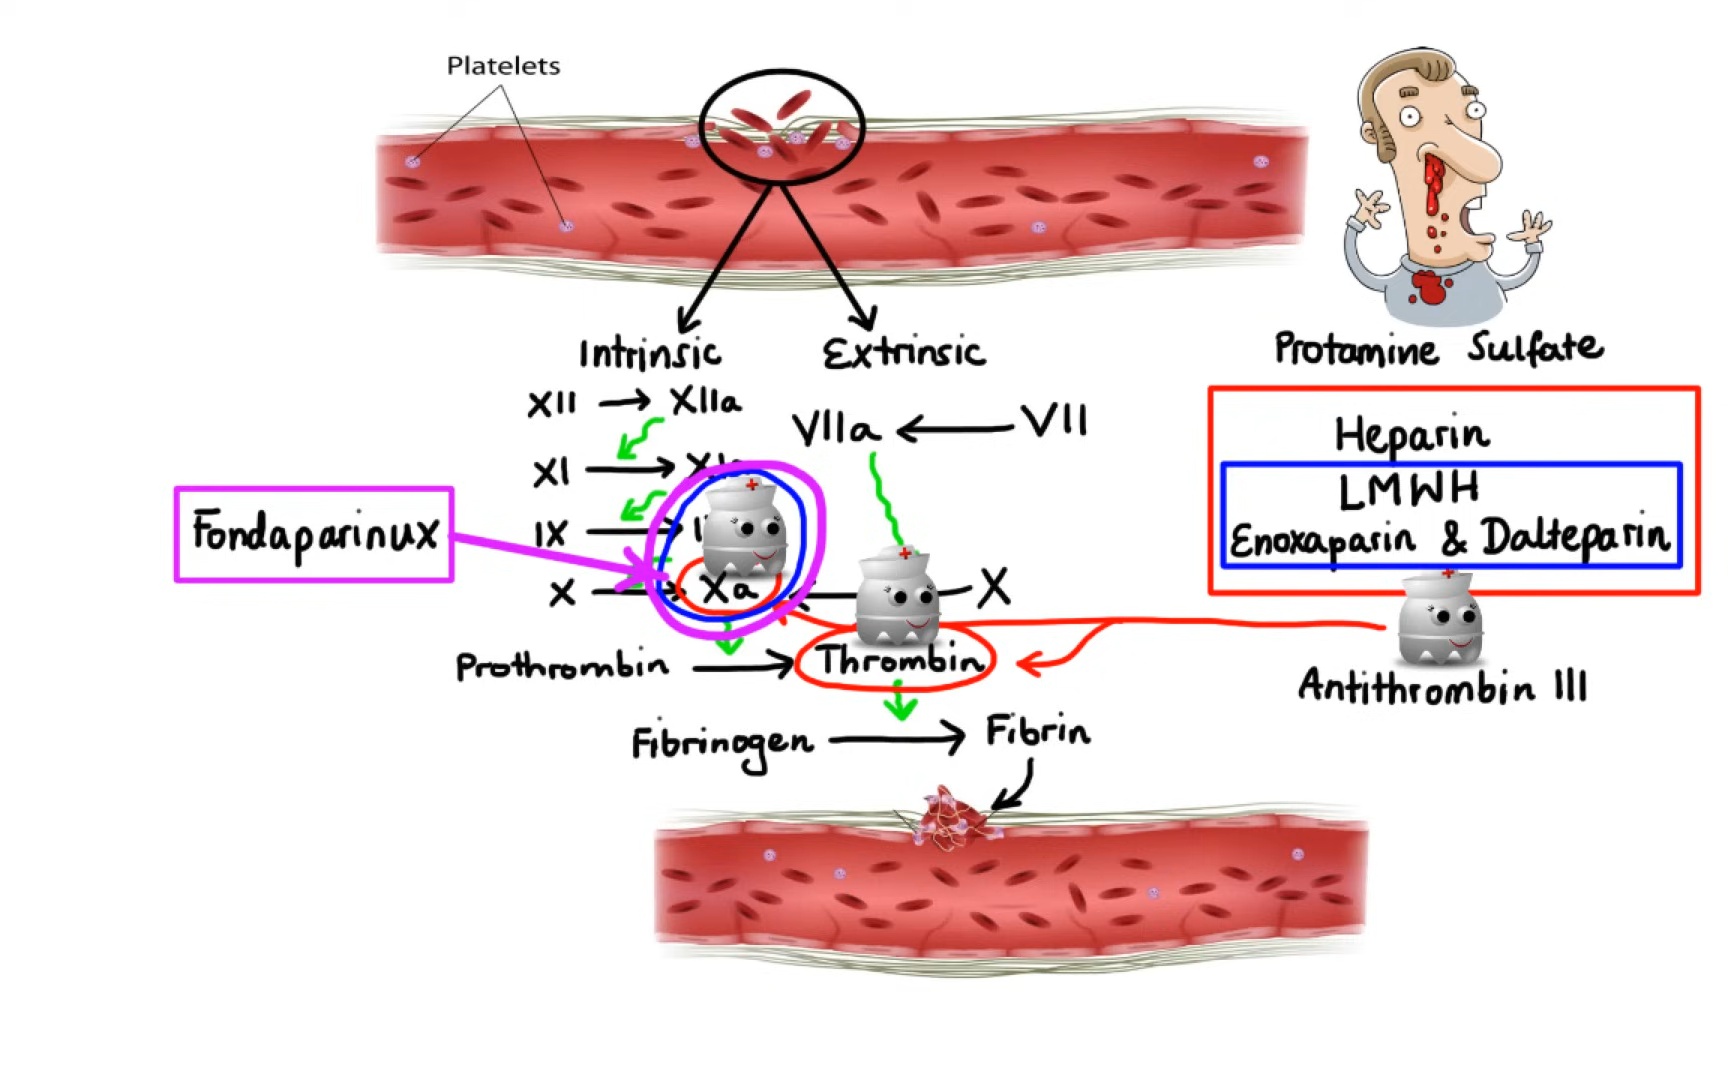 Platelets
Intrinsic
Extrinsic
XII
XIIa
VIIa
VII
XI
IX
X
Xa
X
Prothrombin
Thrombin
Fibrinogen
Fibrin
Fondaparinux
Protamine Sulfate
Heparin
LMWH
Enoxaparin & Dalteparin
Antithrombin III